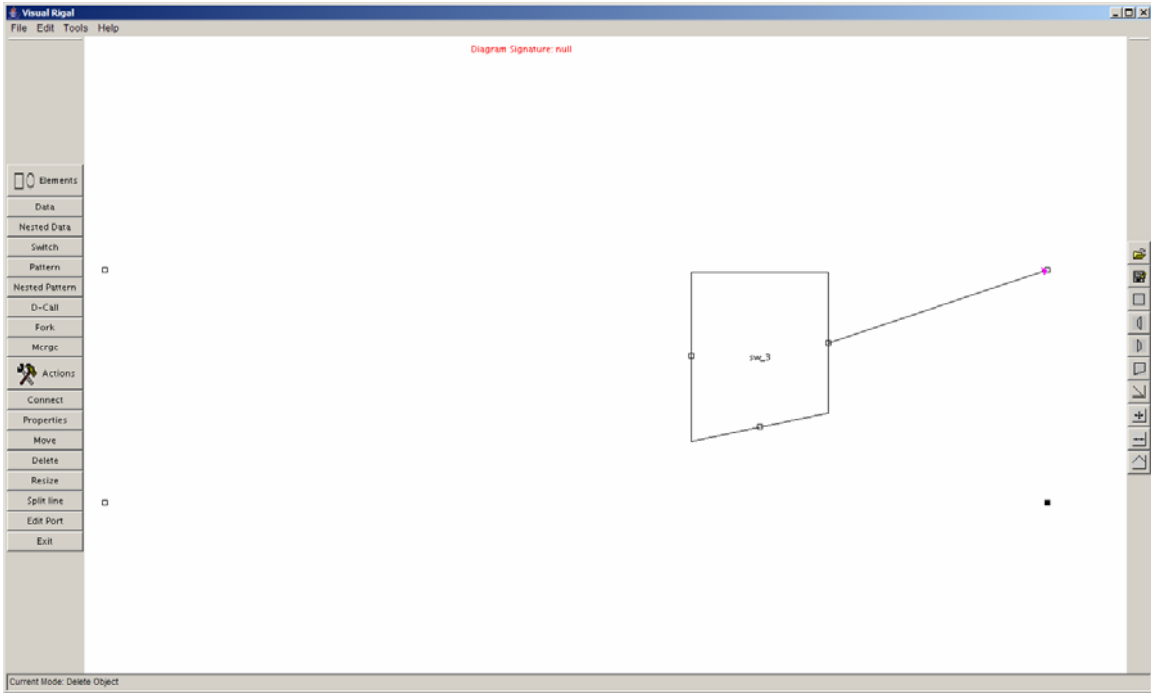 Visual Rigal
File Edit Tools Help
Diagram Signature: null
Elements
Data
Nested Data
Switch
Pattern
Nested Pattern
D-Call
Fork
Merge
Actions
Connect
Properties
Move
Delete
Resize
Split line
Edit Port
Exit
sw_3
Current Mode: Delete Object